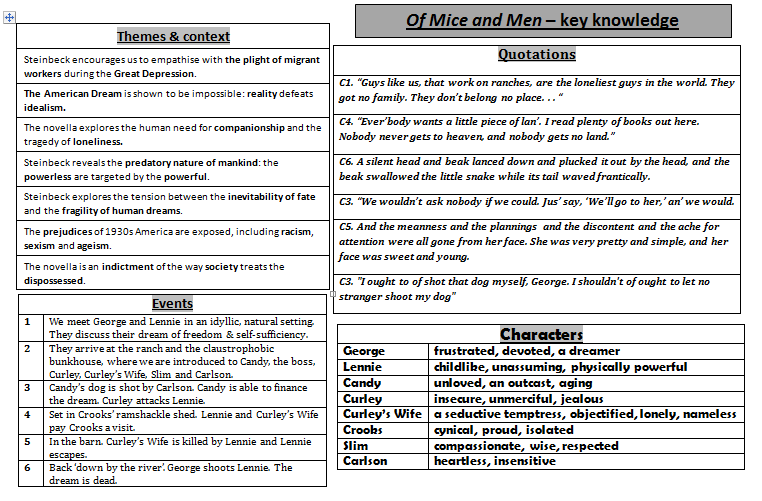 Of Mice and Men – key knowledge
Themes & context
Steinbeck encourages us to empathise with the plight of migrant
workers during the Great Depression.
The American Dream is shown to be impossible: reality defeats
idealism.
The novella explores the human need for companionship and the
tragedy of loneliness.
Steinbeck reveals the predatory nature of mankind: the
powerless are targeted by the powerful.
Steinbeck explores the tension between the inevitability of fate
and the fragility of human dreams.
The prejudices of 1930s America are exposed, including racism,
sexism and ageism.
The novella is an indictment of the way society treats the
dispossessed.
Quotations
C1. "Guys like us, that work on ranches, are the loneliest guys in the world. They
got no family. They don't belong no place. . . "
C4. "Ever'body wants a little piece of lan'. I read plenty of books out here.
Nobody never gets to heaven, and nobody gets no land."
C6. A silent head and beak lanced down and plucked it out by the head, and the
beak swallowed the little snake while its tail waved frantically.
C3. "We wouldn't ask nobody if we could. Jus' say, 'We'll go to her,' an' we would.
C5. And the meanness and the plannings and the discontent and the ache for
attention were all gone from her face. She was very pretty and simple, and her
face was sweet and young.
C3. "I ought to of shot that dog myself, George. I shouldn't of ought to let no
stranger shoot my dog"
Events
1 We meet George and Lennie in an idyllic, natural setting.
They discuss their dream of freedom & self-sufficiency.
2 They arrive at the ranch and the claustrophobic
bunkhouse, where we are introduced to Candy, the boss,
Curley, Curley's Wife, Slim and Carlson.
3 Candy's dog is shot by Carlson. Candy is able to finance
the dream. Curley attacks Lennie.
4 Set in Crooks' ramshackle shed. Lennie and Curley's Wife
pay Crooks a visit.
5 In the barn. Curley's Wife is killed by Lennie and Lennie
escapes.
6 Back 'down by the river'. George shoots Lennie. The
dream is dead.
Characters
George frustrated, devoted, a dreamer
Lennie childlike, unassuming, physically powerful
Candy unloved, an outcast, aging
Curley insecure, unmerciful, jealous
Curley's Wife a seductive temptress, objectified, lonely, nameless
Crooks cynical, proud, isolated
Slim compassionate, wise, respected
Carlson heartless, insensitive